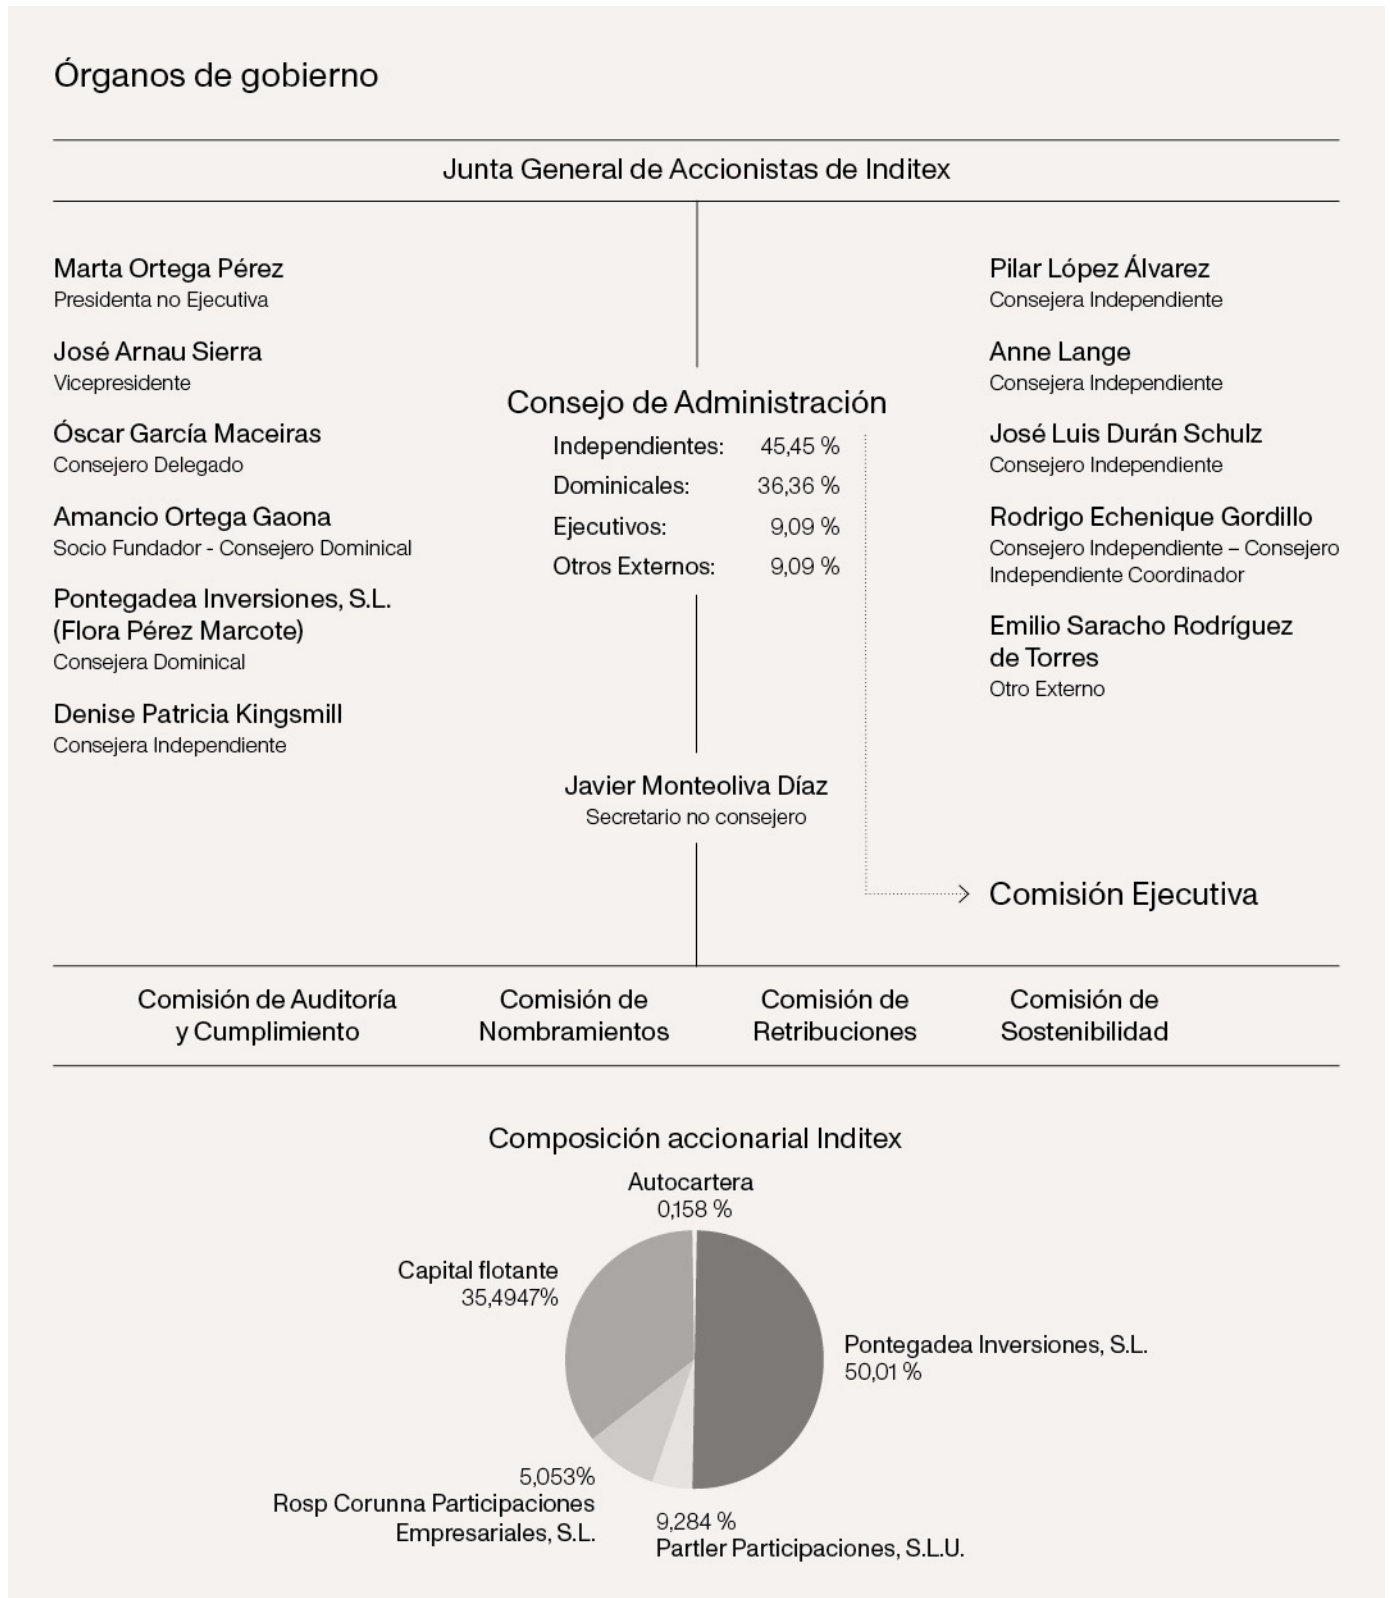 Órganos de gobierno
Junta General de Accionistas de Inditex
Marta Ortega Pérez
Presidenta no Ejecutiva
José Arnau Sierra
Vicepresidente
Óscar García Maceiras
Consejero Delegado
Amancio Ortega Gaona
Socio Fundador - Consejero Dominical
Pontegadea Inversiones, S.L.
(Flora Pérez Marcote)
Consejera Dominical
Denise Patricia Kingsmill
Consejera Independiente
Consejo de Administración
Independientes: 45,45 %
Dominicales: 36,36 %
Ejecutivos: 9,09 %
Otros Externos: 9,09 %
Javier Monteoliva Díaz
Secretario no consejero
Pilar López Álvarez
Consejera Independiente
Anne Lange
Consejera Independiente
José Luis Durán Schulz
Consejero Independiente
Rodrigo Echenique Gordillo
Consejero Independiente – Consejero
Independiente Coordinador
Emilio Saracho Rodríguez
de Torres
Otro Externo
Comisión Ejecutiva
Comisión de Auditoría
y Cumplimiento
Comisión de
Nombramientos
Comisión de
Retribuciones
Comisión de
Sostenibilidad
Composición accionarial Inditex
Autocartera
0,158 %
Capital flotante
35,4947%
Pontegadea Inversiones, S.L.
50,01 %
5,053%
Rosp Corunna Participaciones
Empresariales, S.L.
9,284 %
Partler Participaciones, S.L.U.